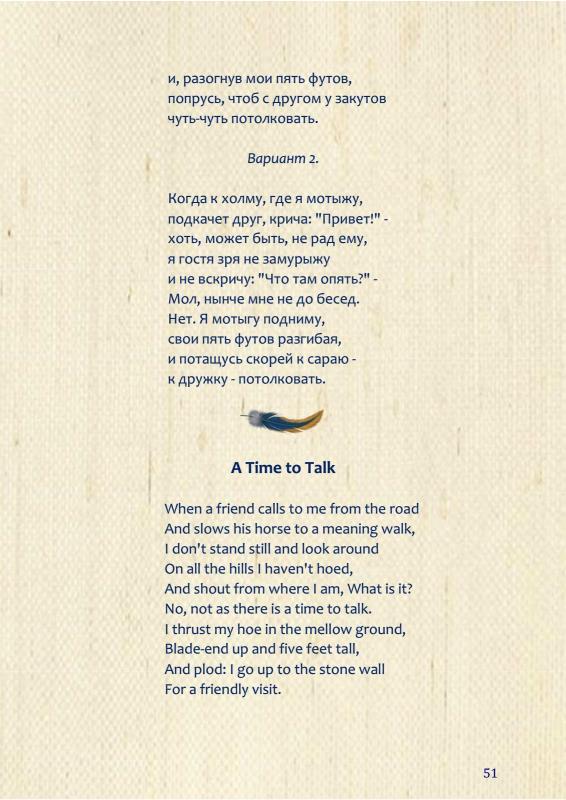 и, разогнув мои пять футов,
попрусь, чтоб с другом у закутов
чуть-чуть потолковать.
Вариант 2.
Когда к холму, где я мотыжу,
подкачет друг, крича: "Привет!" -
хоть, может быть, не рад ему,
я гостя зря не замурыжу
и не вскричу: "Что там опять?" -
Мол, нынче мне не до бесед.
Нет. Я мотыгу подниму,
свои пять футов разгибая,
и потащусь скорей к сараю -
к дружку - потолковать.
A Time to Talk
When a friend calls to me from the road
And slows his horse to a meaning walk,
I don't stand still and look around
On all the hills I haven't hoed,
And shout from where I am, What is it?
No, not as there is a time to talk.
I thrust my hoe in the mellow ground,
Blade-end up and five feet tall,
And plod: I go up to the stone wall
For a friendly visit.
51